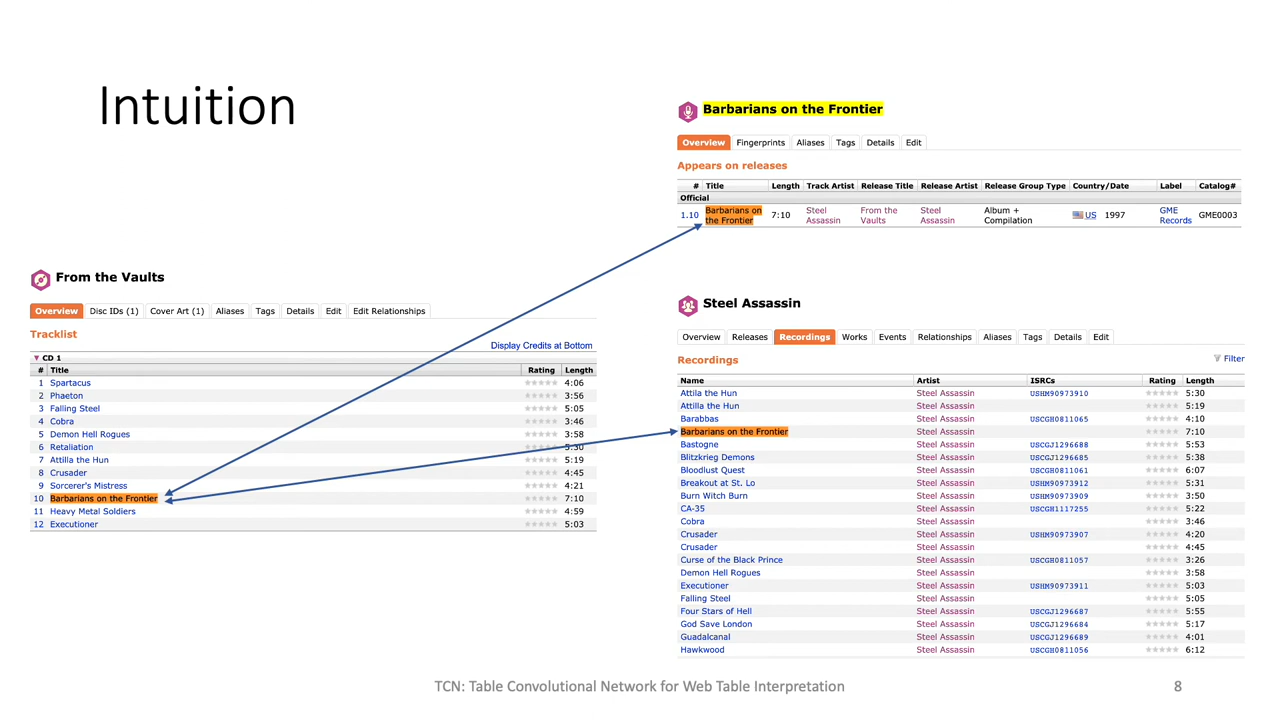 Intuition
Barbarians on the Frontier
Overview Fingerprints Aliases Tags Details Edit
Appears on releases
# Title Length Track Artist Release Title Release Artist Release Group Type Country/Date Label Catalog#
Official
1.10 Barbarians on the Frontier 7:10 Steel Assassin From the Vaults Steel Assassin Album + Compilation US 1997 GME Records GME0003
From the Vaults
Overview Disc IDs (1) Cover Art (1) Aliases Tags Details Edit Edit Relationships
Tracklist
Display Credits at Bottom
▼ CD 1
# Title Rating Length
1 Spartacus 4:06
2 Phaeton 3:56
3 Falling Steel 5:05
4 Cobra 3:46
5 Demon Hell Rogues 3:58
6 Retaliation 5:30
7 Attilla the Hun 5:19
8 Crusader 4:45
9 Sorcerer's Mistress 4:21
10 Barbarians on the Frontier 7:10
11 Heavy Metal Soldiers 4:59
12 Executioner 5:03
Steel Assassin
Overview Releases Recordings Works Events Relationships Aliases Tags Details Edit
Recordings
Filter
Name Artist ISRCs Rating Length
Attila the Hun Steel Assassin USHM90973910 5:30
Attilla the Hun Steel Assassin 5:19
Barabbas Steel Assassin USCGH0811065 4:10
Barbarians on the Frontier Steel Assassin 7:10
Bastogne Steel Assassin USCGJ1296688 5:53
Blitzkrieg Demons Steel Assassin USCGJ1296685 5:38
Bloodlust Quest Steel Assassin USCGH0811061 6:07
Breakout at St. Lo Steel Assassin USHM90973912 5:31
Burn Witch Burn Steel Assassin USHM90973909 3:50
CA-35 Steel Assassin USCGH1117255 5:22
Cobra Steel Assassin 3:46
Crusader Steel Assassin USHM90973907 4:20
Crusader Steel Assassin 4:45
Curse of the Black Prince Steel Assassin USCGH0811057 3:26
Demon Hell Rogues Steel Assassin 3:58
Executioner Steel Assassin USHM90973911 5:03
Falling Steel Steel Assassin 5:05
Four Stars of Hell Steel Assassin USCGJ1296687 5:55
God Save London Steel Assassin USCGJ1296684 5:17
Guadalcanal Steel Assassin USCGJ1296689 4:01
Hawkwood Steel Assassin USCGH0811056 6:12
TCN: Table Convolutional Network for Web Table Interpretation
8